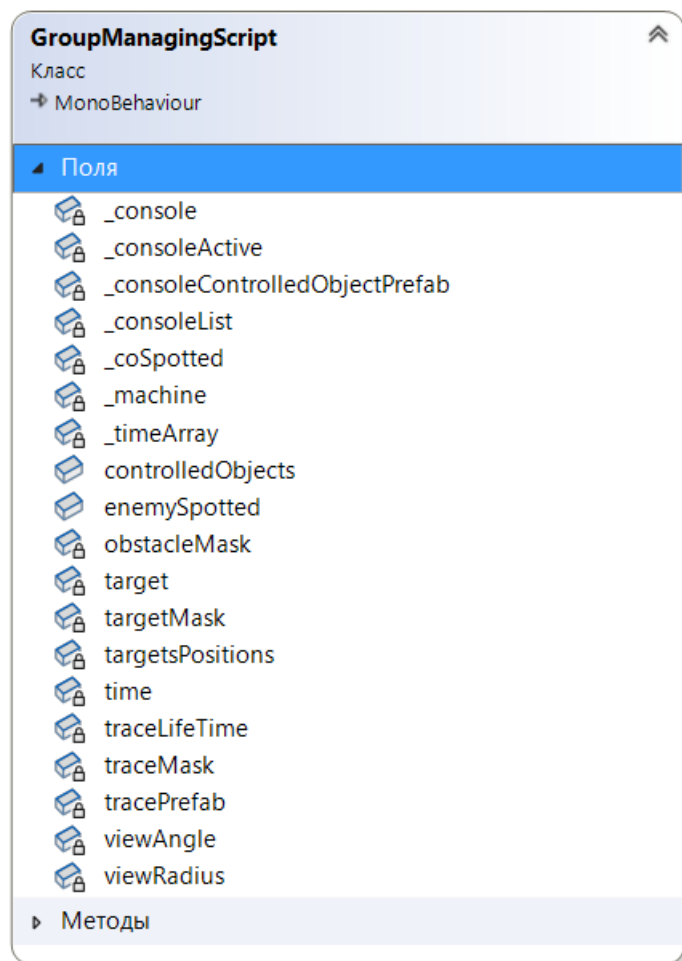 GroupManagingScript
Класс
MonoBehaviour
Поля
_console
_consoleActive
_consoleControlledObjectPrefab
_consoleList
_coSpotted
_machine
_timeArray
controlledObjects
enemySpotted
obstacleMask
target
targetMask
targetsPositions
time
traceLifeTime
traceMask
tracePrefab
viewAngle
viewRadius
Методы